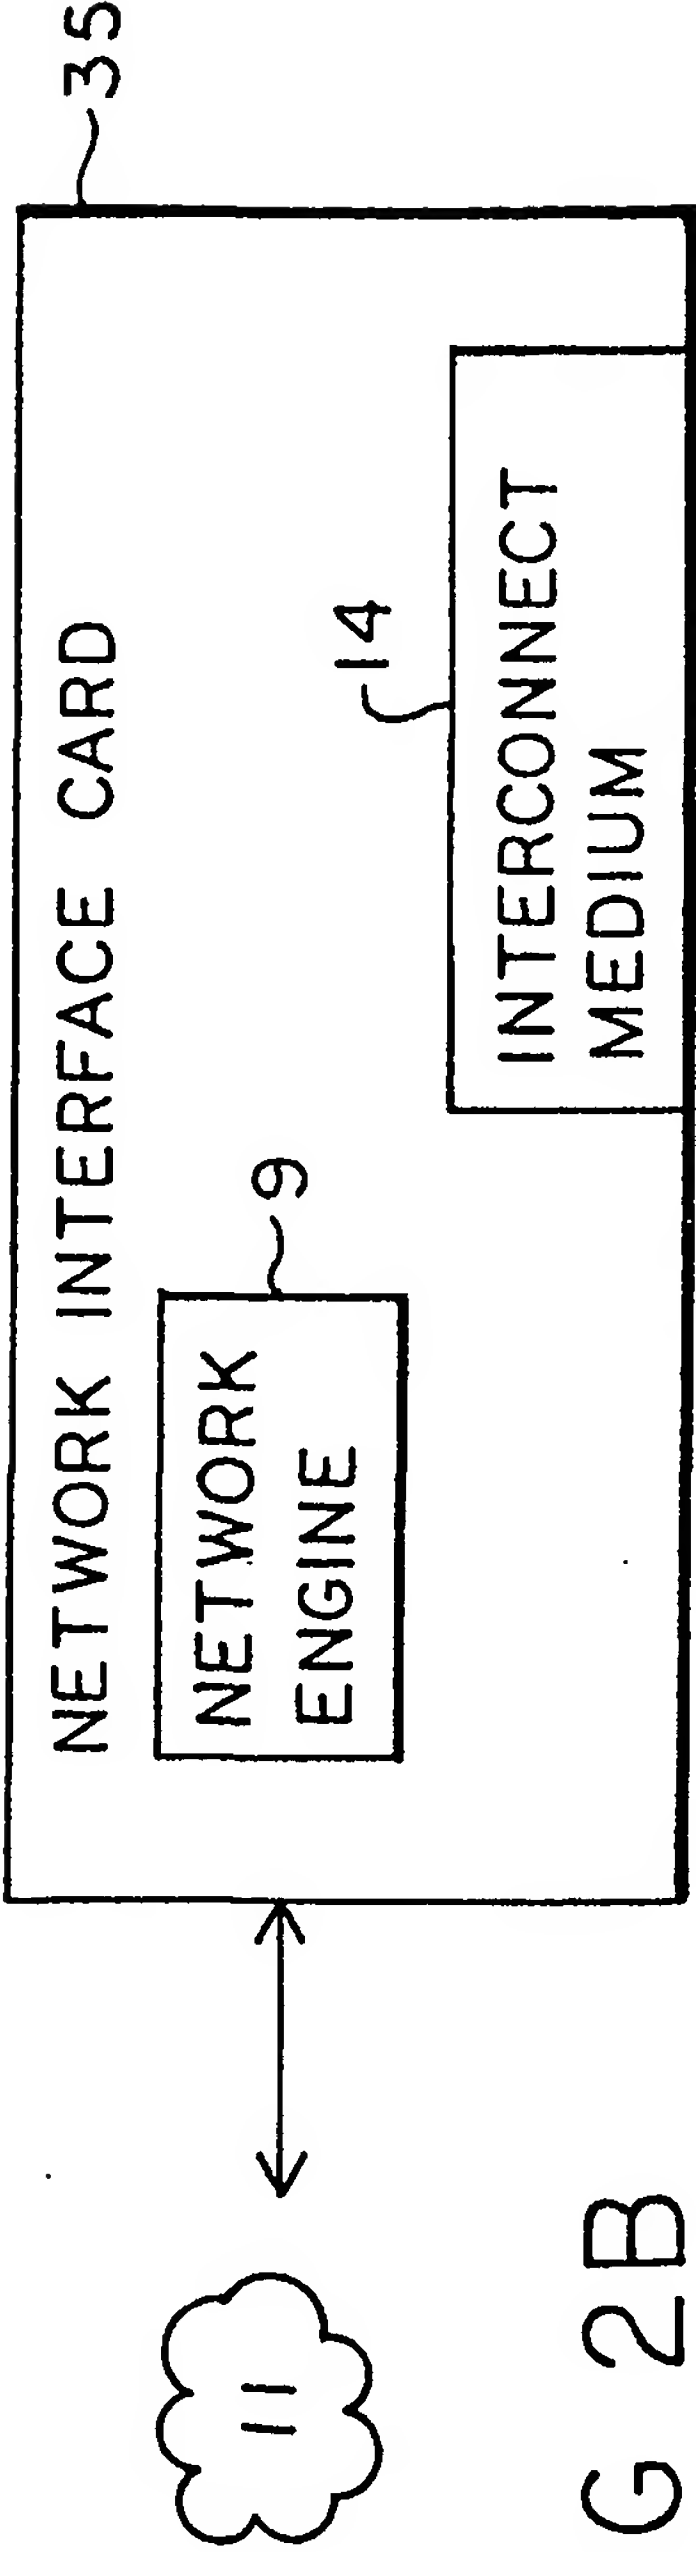 35
NETWORK INTERFACE CARD
14
9
NETWORK
ENGINE
INTERCONNECT
MEDIUM
11
G 2B